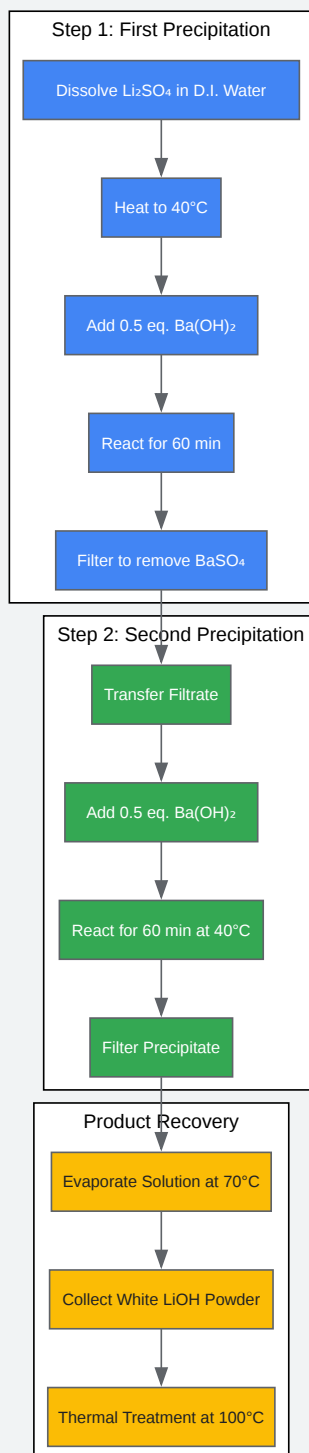 Step 1: First Precipitation
Dissolve Li₂SO₄ in D.I. Water
Heat to 40°C
Add 0.5 eq. Ba(OH)₂
React for 60 min
Filter to remove BaSO₄
Step 2: Second Precipitation
Transfer Filtrate
Add 0.5 eq. Ba(OH)₂
React for 60 min at 40°C
Filter Precipitate
Product Recovery
Evaporate Solution at 70°C
Collect White LiOH Powder
Thermal Treatment at 100°C